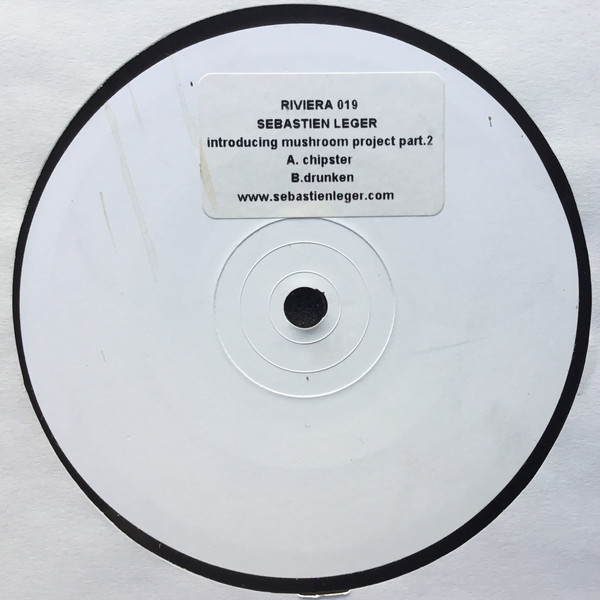 RIVIERA 019
SEBASTIEN LEGER
introducing mushroom project part.2
A. chipster
B.drunken
www.sebastienleger.com